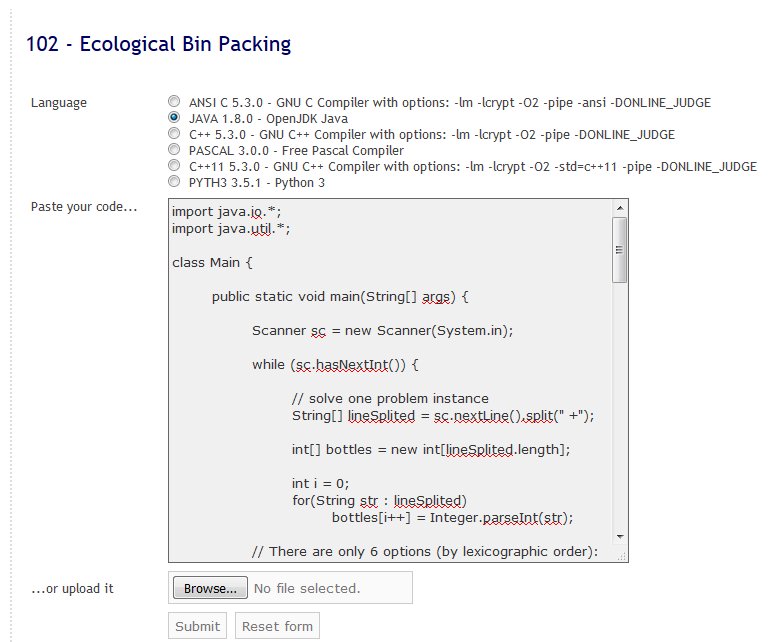 102 - Ecological Bin Packing
Language
ANSI C 5.3.0 - GNU C Compiler with options: -lm -lcrypt -O2 -pipe -ansi -DONLINE_JUDGE
JAVA 1.8.0 - OpenJDK Java
C++ 5.3.0 - GNU C++ Compiler with options: -lm -lcrypt -O2 -pipe -DONLINE_JUDGE
PASCAL 3.0.0 - Free Pascal Compiler
C++11 5.3.0 - GNU C++ Compiler with options: -lm -lcrypt -O2 -std=c++11 -pipe -DONLINE_JUDGE
PYTH3 3.5.1 - Python 3
Paste your code...
import java.io.*;
import java.util.*;
class Main {
public static void main(String[] args) {
Scanner sc = new Scanner(System.in);
while (sc.hasNextInt()) {
// solve one problem instance
String[] lineSplited = sc.nextLine().split(" +");
int[] bottles = new int[lineSplited.length];
int i = 0;
for(String str : lineSplited)
bottles[i++] = Integer.parseInt(str);
// There are only 6 options (by lexicographic order):
...or upload it
Browse... No file selected.
Submit Reset form